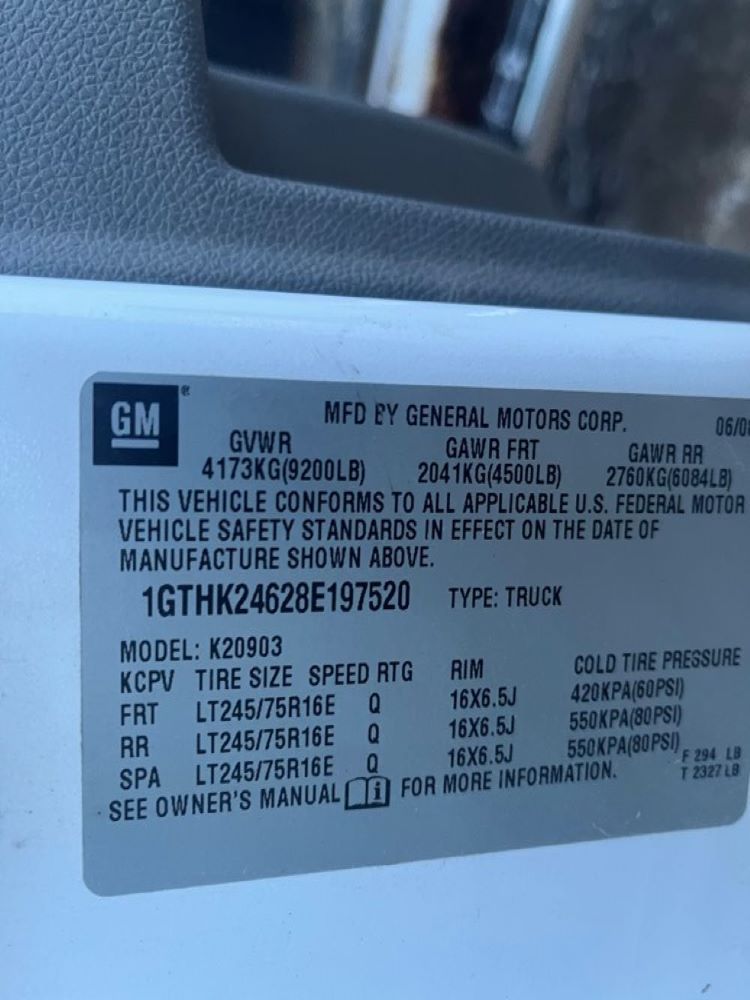 GM ®
MFD BY GENERAL MOTORS CORP. 06/08
GVWR GAWR FRT GAWR RR
4173KG(9200LB) 2041KG(4500LB) 2760KG(6084LB)
THIS VEHICLE CONFORMS TO ALL APPLICABLE U.S. FEDERAL MOTOR
VEHICLE SAFETY STANDARDS IN EFFECT ON THE DATE OF
MANUFACTURE SHOWN ABOVE.
1GTHK24628E197520 TYPE: TRUCK
MODEL: K20903
KCPV TIRE SIZE SPEED RTG RIM COLD TIRE PRESSURE
FRT LT245/75R16E Q 16X6.5J 420KPA(60PSI)
RR LT245/75R16E Q 16X6.5J 550KPA(80PSI)
SPA LT245/75R16E Q 16X6.5J 550KPA(80PSI)
SEE OWNER'S MANUAL i FOR MORE INFORMATION.
F 294 LB
T 2327 LB